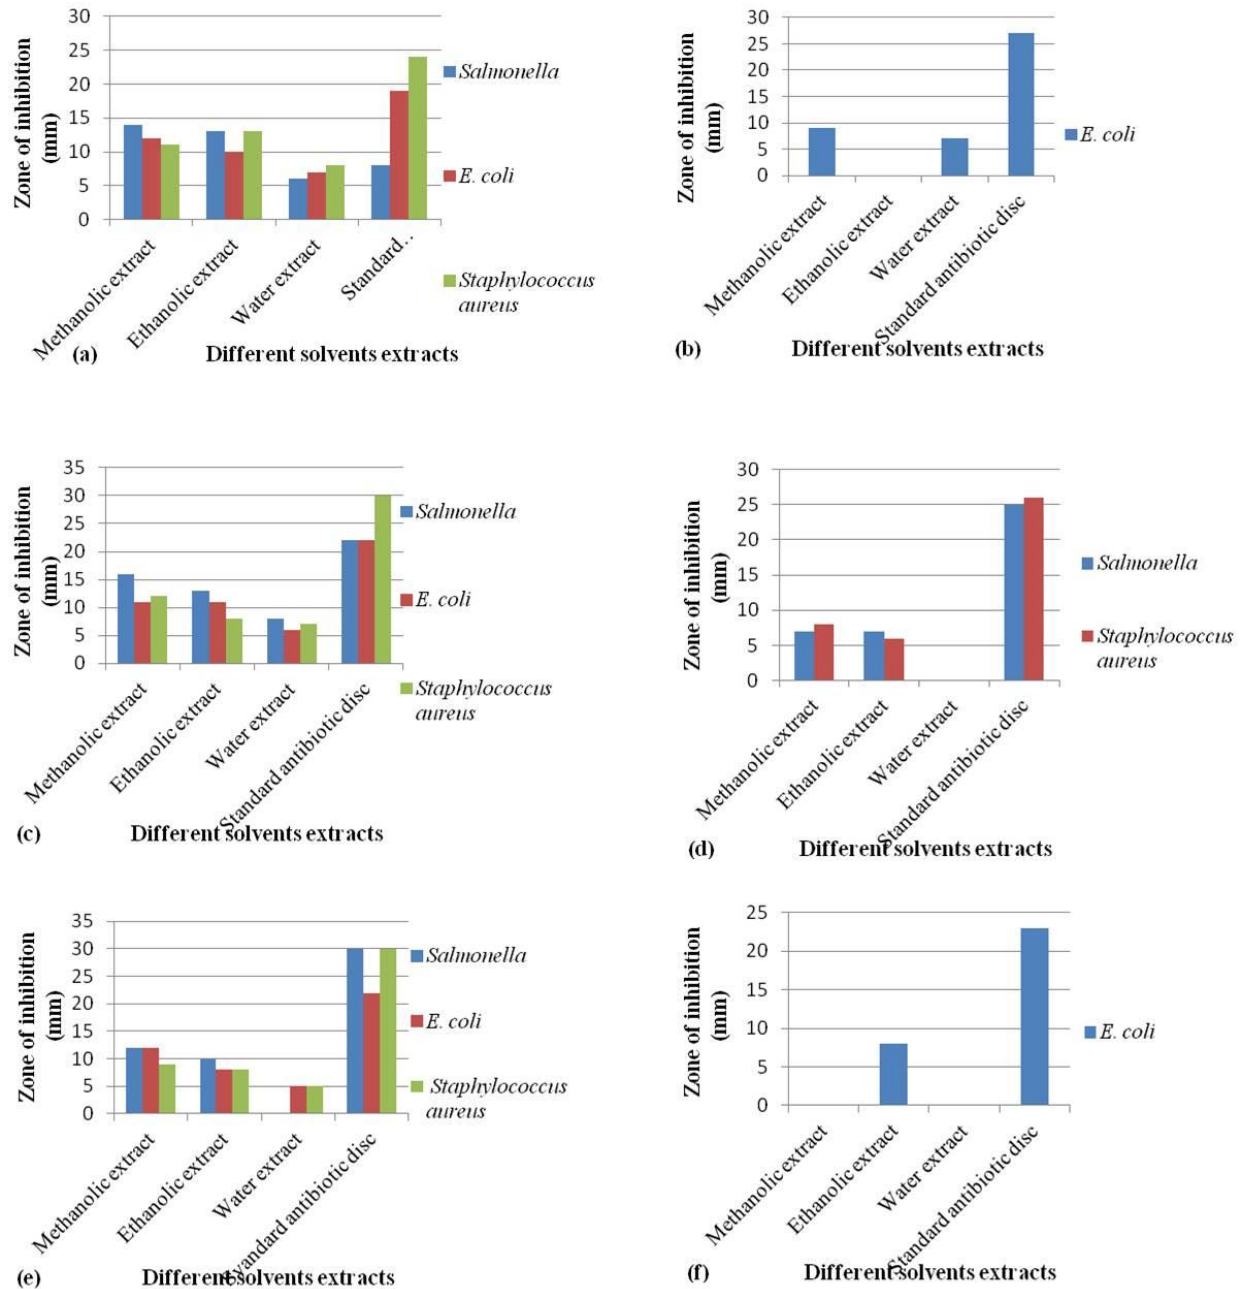 30
25
20
15
10
5
0
Zone of inhibition
(mm)
Salmonella
E. coli
Staphylococcus
aureus
Methanolic extract
Ethanolic extract
Water extract
Standard..
(a)
Different solvents extracts
30
25
20
15
10
5
0
Zone of inhibition
(mm)
E. coli
Methanolic extract
Ethanolic extract
Water extract
Standard antibiotic disc
(b)
Different solvents extracts
35
30
25
20
15
10
5
0
Zone of inhibition
(mm)
Salmonella
E. coli
Staphylococcus
aureus
Methanolic extract
Ethanolic extract
Water extract
Standard antibiotic disc
(c)
Different solvents extracts
30
25
20
15
10
5
0
Zone of inhibition
(mm)
Salmonella
Staphylococcus
aureus
Methanolic extract
Ethanolic extract
Water extract
Standard antibiotic disc
(d)
Different solvents extracts
35
30
25
20
15
10
5
0
Zone of inhibition
(mm)
Salmonella
E. coli
Staphylococcus
aureus
Methanolic extract
Ethanolic extract
Water extract
Svandard antibiotic disc
(e)
Different solvents extracts
25
20
15
10
5
0
Zone of inhibition
(mm)
E. coli
Methanolic extract
Ethanolic extract
Water extract
Standard antibiotic disc
(f)
Different solvents extracts